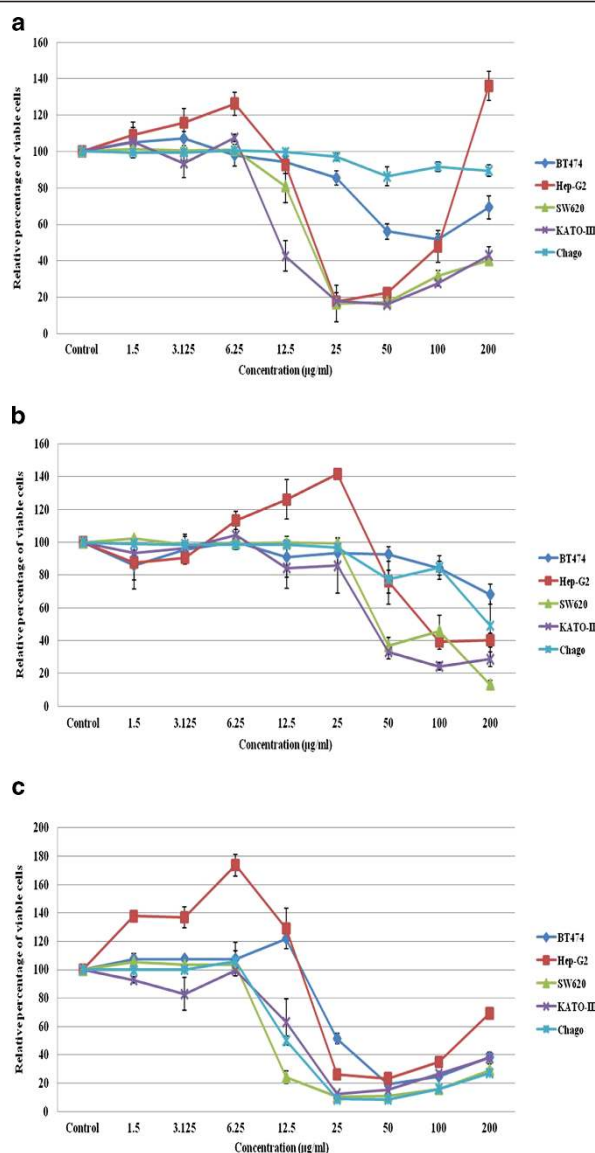 a
160
140
120
100
80
60
40
20
0
Relative percentage of viable cells
Control 1.5 3.125 6.25 12.5 25 50 100 200
Concentration (µg/ml)
BT474
Hep-G2
SW620
KATO-III
Chago
b
160
140
120
100
80
60
40
20
0
Relative percentage of viable cells
Control 1.5 3.125 6.25 12.5 25 50 100 200
Concentration (µg/ml)
BT474
Hep-G2
SW620
KATO-III
Chago
c
200
180
160
140
120
100
80
60
40
20
0
Relative percentage of viable cells
Control 1.5 3.125 6.25 12.5 25 50 100 200
Concentration (µg/ml)
BT474
Hep-G2
SW620
KATO-III
Chago